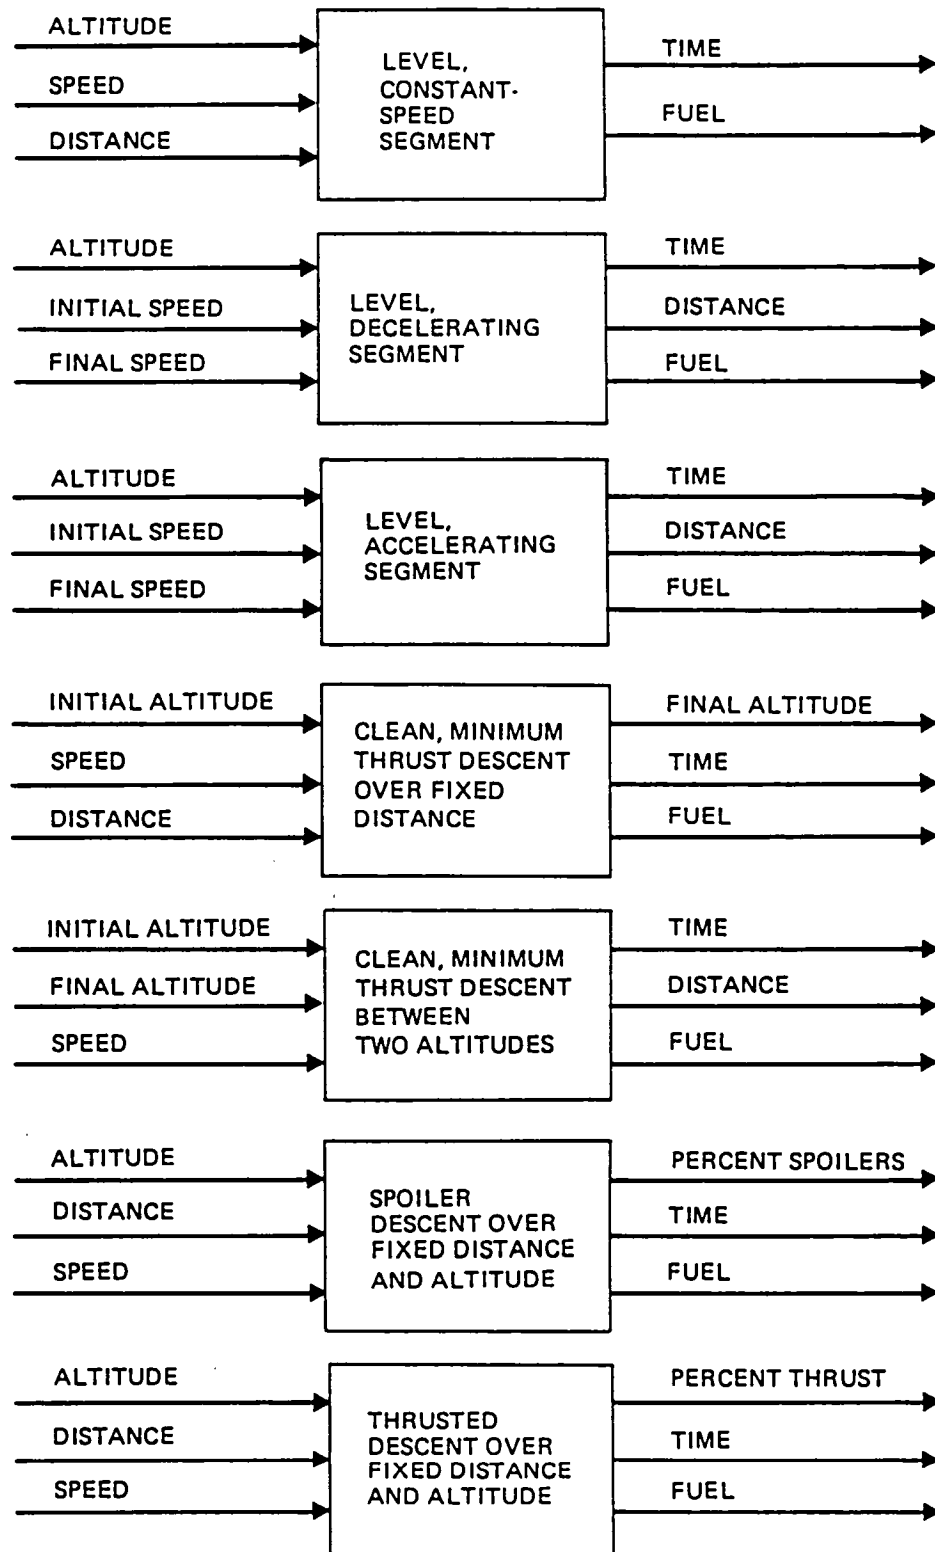 ALTITUDE
SPEED
DISTANCE
LEVEL,
CONSTANT-
SPEED
SEGMENT
TIME
FUEL
ALTITUDE
INITIAL SPEED
FINAL SPEED
LEVEL,
DECELERATING
SEGMENT
TIME
DISTANCE
FUEL
ALTITUDE
INITIAL SPEED
FINAL SPEED
LEVEL,
ACCELERATING
SEGMENT
TIME
DISTANCE
FUEL
INITIAL ALTITUDE
SPEED
DISTANCE
CLEAN, MINIMUM
THRUST DESCENT
OVER FIXED
DISTANCE
FINAL ALTITUDE
TIME
FUEL
INITIAL ALTITUDE
FINAL ALTITUDE
SPEED
CLEAN, MINIMUM
THRUST DESCENT
BETWEEN
TWO ALTITUDES
TIME
DISTANCE
FUEL
ALTITUDE
DISTANCE
SPEED
SPOILER
DESCENT OVER
FIXED DISTANCE
AND ALTITUDE
PERCENT SPOILERS
TIME
FUEL
ALTITUDE
DISTANCE
SPEED
THRUSTED
DESCENT OVER
FIXED DISTANCE
AND ALTITUDE
PERCENT THRUST
TIME
FUEL